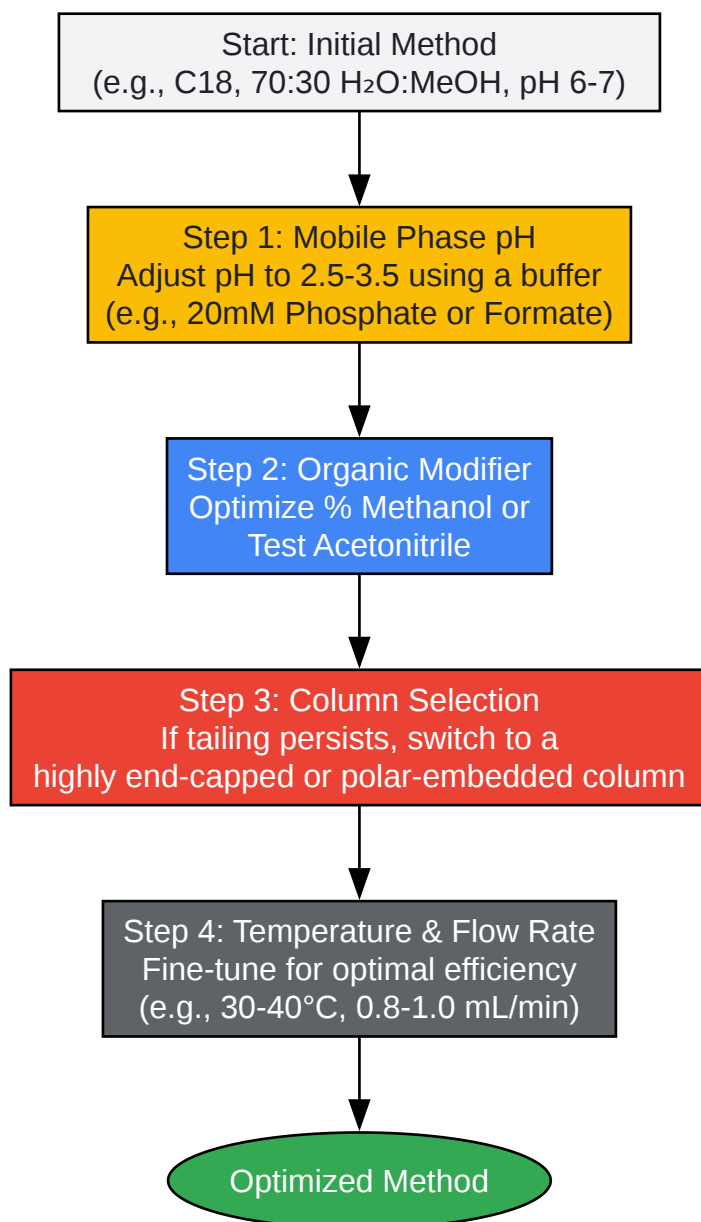 Start: Initial Method
(e.g., C18, 70:30 H₂O:MeOH, pH 6-7)
Step 1: Mobile Phase pH
Adjust pH to 2.5-3.5 using a buffer
(e.g., 20mM Phosphate or Formate)
Step 2: Organic Modifier
Optimize % Methanol or
Test Acetonitrile
Step 3: Column Selection
If tailing persists, switch to a
highly end-capped or polar-embedded column
Step 4: Temperature & Flow Rate
Fine-tune for optimal efficiency
(e.g., 30-40°C, 0.8-1.0 mL/min)
Optimized Method